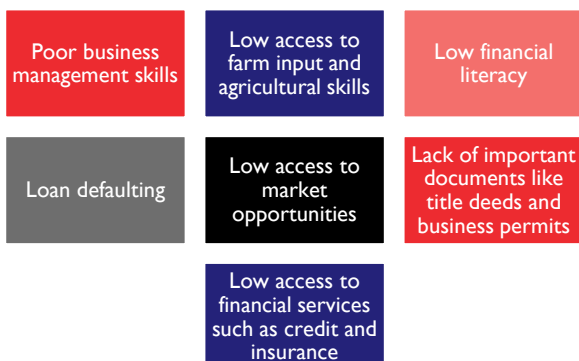 Poor business
management skills
Low access to
farm input and
agricultural skills
Low financial
literacy
Loan defaulting
Low access to
market
opportunities
Lack of important
documents like
title deeds and
business permits
Low access to
financial services
such as credit and
insurance